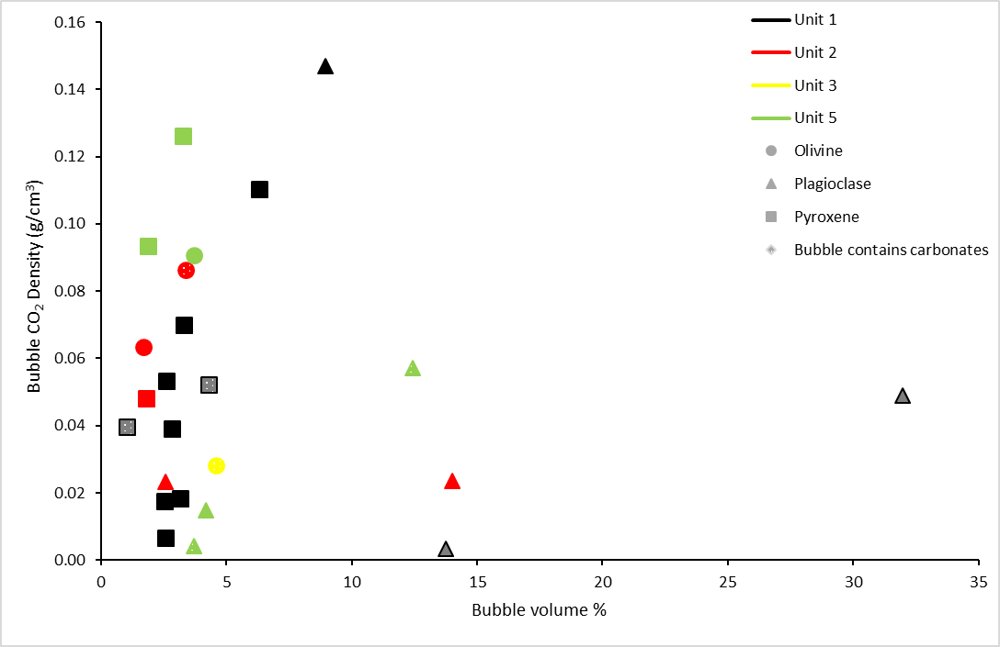 0.16
0.14
0.12
0.10
0.08
0.06
0.04
0.02
0.00
0 5 10 15 20 25 30 35
Bubble volume %
Bubble CO₂ Density (g/cm³)
Unit 1
Unit 2
Unit 3
Unit 5
Olivine
Plagioclase
Pyroxene
Bubble contains carbonates